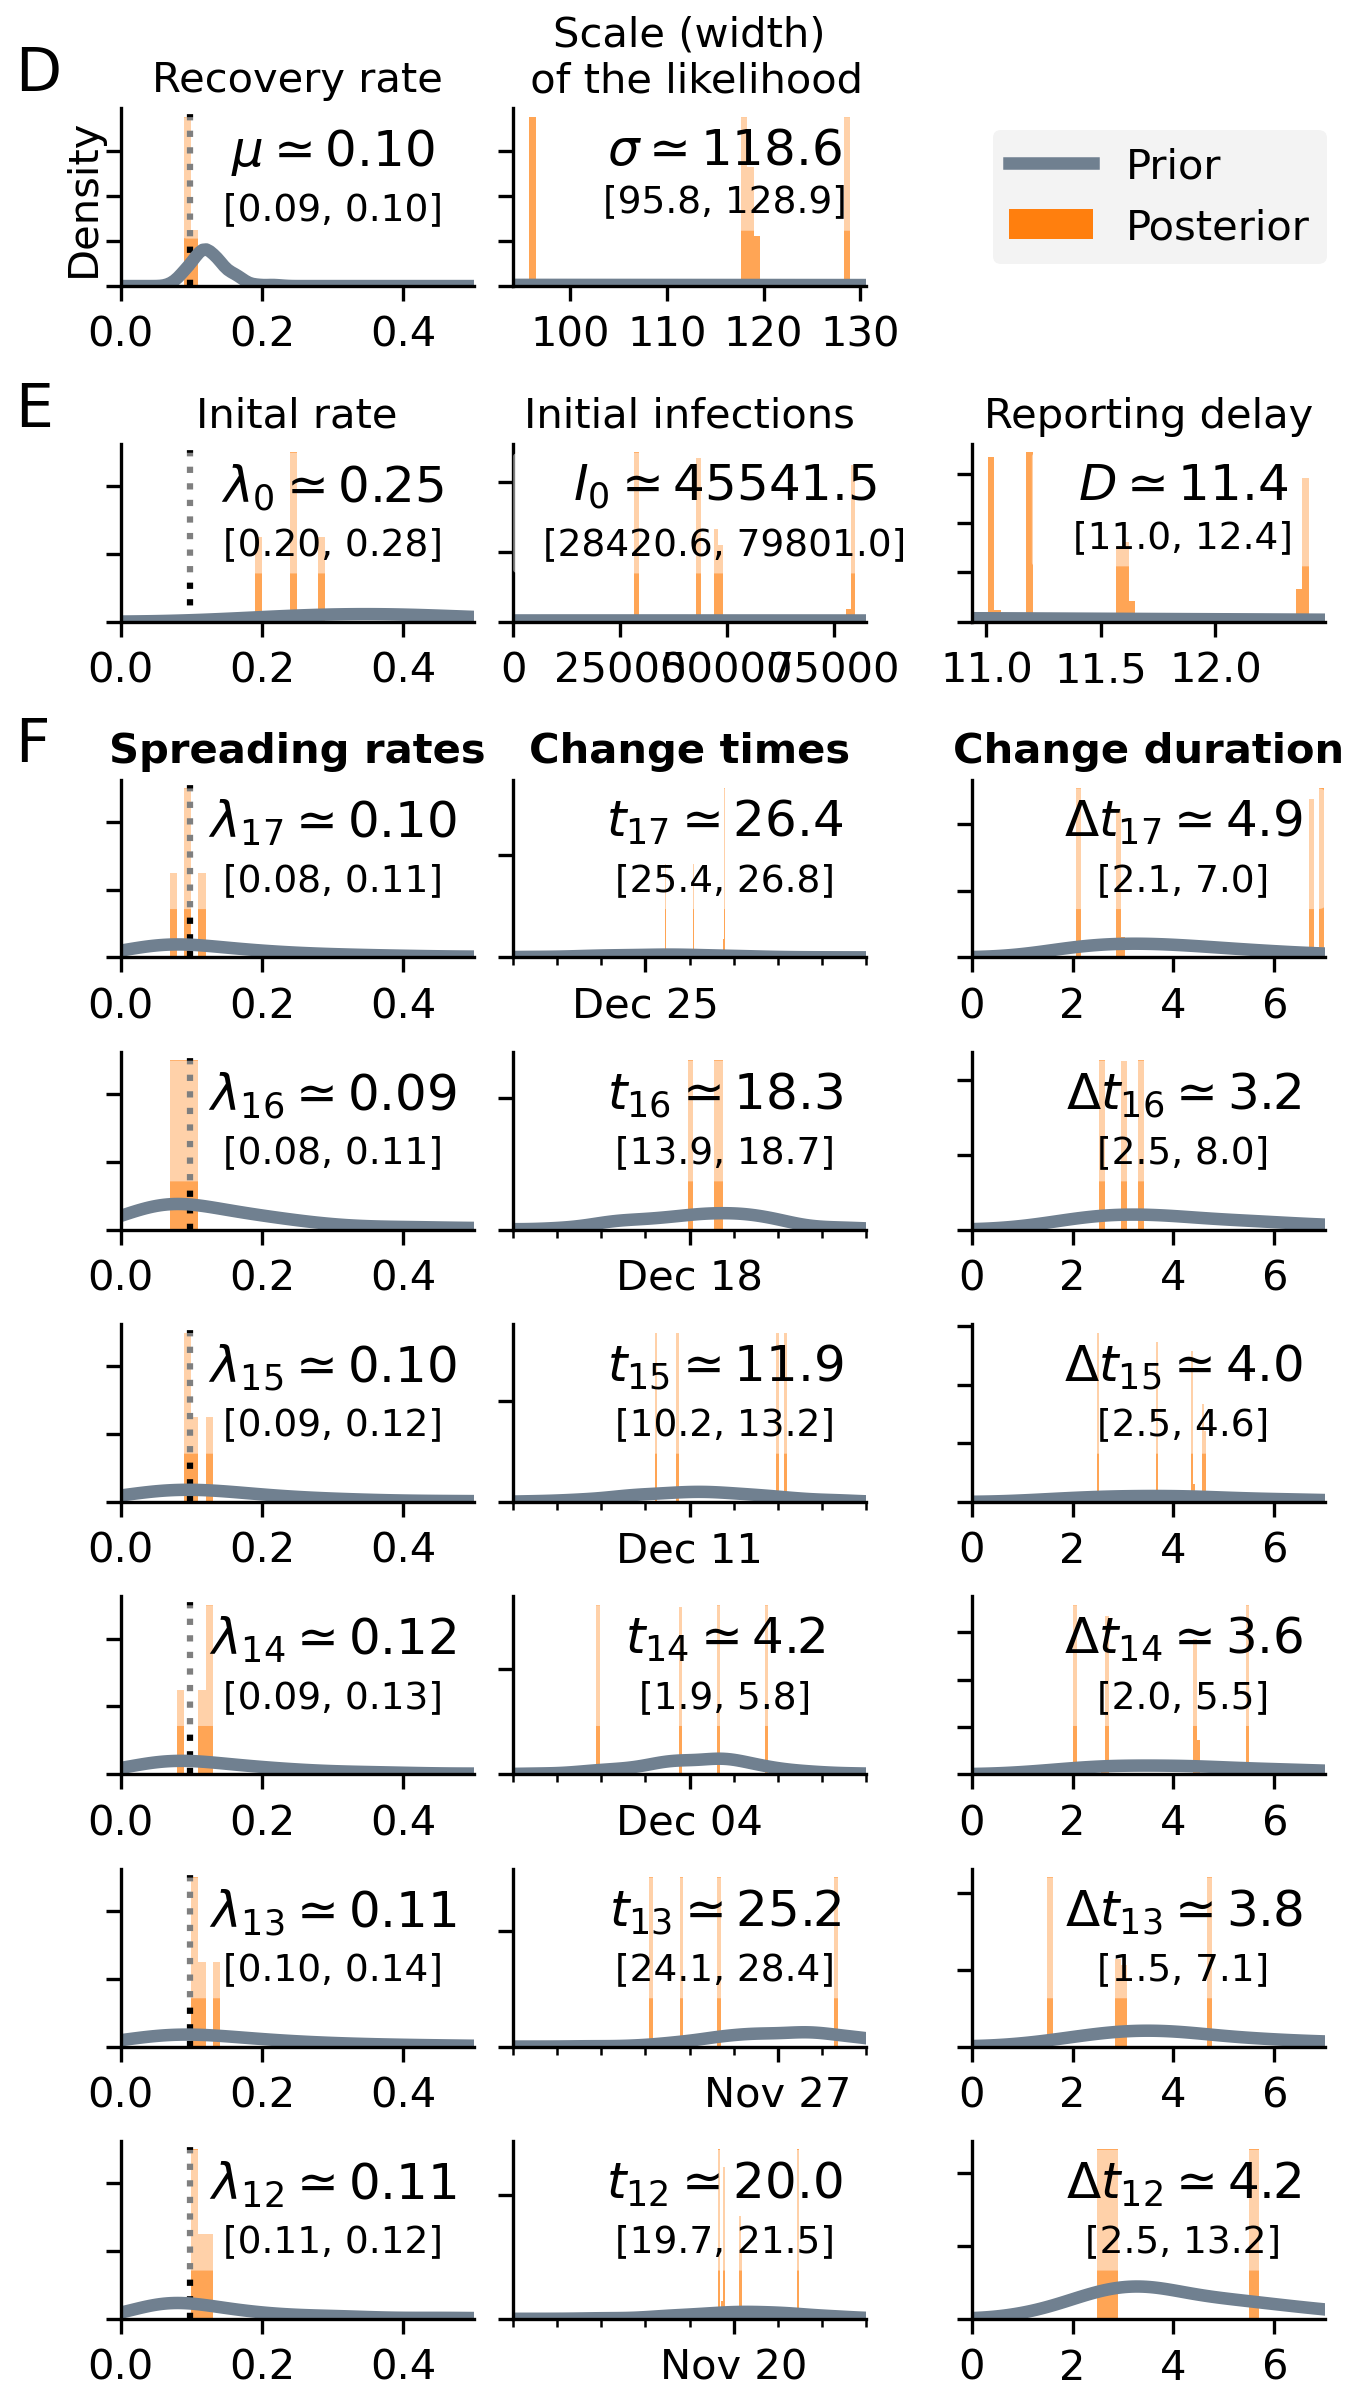 D
Recovery rate
Scale (width)
of the likelihood
Density
μ ≃ 0.10
[0.09, 0.10]
σ ≃ 118.6
[95.8, 128.9]
Prior
Posterior
0.0 0.2 0.4
100 110 120 130
E
Inital rate
Initial infections
Reporting delay
λ₀ ≃ 0.25
[0.20, 0.28]
I₀ ≃ 45541.5
[28420.6, 79801.0]
D ≃ 11.4
[11.0, 12.4]
0.0 0.2 0.4
0 25000 50000 75000
11.0 11.5 12.0
F
Spreading rates
Change times
Change duration
λ₁₇ ≃ 0.10
[0.08, 0.11]
t₁₇ ≃ 26.4
[25.4, 26.8]
Δt₁₇ ≃ 4.9
[2.1, 7.0]
0.0 0.2 0.4
Dec 25
0 2 4 6
λ₁₆ ≃ 0.09
[0.08, 0.11]
t₁₆ ≃ 18.3
[13.9, 18.7]
Δt₁₆ ≃ 3.2
[2.5, 8.0]
0.0 0.2 0.4
Dec 18
0 2 4 6
λ₁₅ ≃ 0.10
[0.09, 0.12]
t₁₅ ≃ 11.9
[10.2, 13.2]
Δt₁₅ ≃ 4.0
[2.5, 4.6]
0.0 0.2 0.4
Dec 11
0 2 4 6
λ₁₄ ≃ 0.12
[0.09, 0.13]
t₁₄ ≃ 4.2
[1.9, 5.8]
Δt₁₄ ≃ 3.6
[2.0, 5.5]
0.0 0.2 0.4
Dec 04
0 2 4 6
λ₁₃ ≃ 0.11
[0.10, 0.14]
t₁₃ ≃ 25.2
[24.1, 28.4]
Δt₁₃ ≃ 3.8
[1.5, 7.1]
0.0 0.2 0.4
Nov 27
0 2 4 6
λ₁₂ ≃ 0.11
[0.11, 0.12]
t₁₂ ≃ 20.0
[19.7, 21.5]
Δt₁₂ ≃ 4.2
[2.5, 13.2]
0.0 0.2 0.4
Nov 20
0 2 4 6